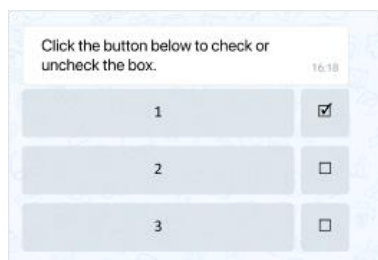 Click the button below to check or
uncheck the box.
16:18
1 ☑
2 ☐
3 ☐